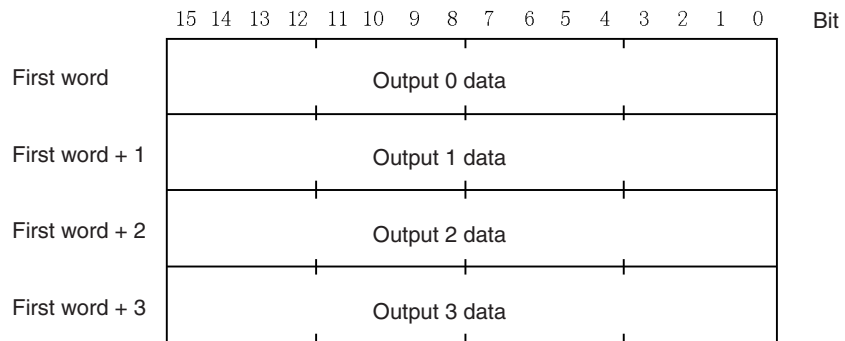 15 14 13 12 11 10 9 8 7 6 5 4 3 2 1 0 Bit
First word Output 0 data
First word + 1 Output 1 data
First word + 2 Output 2 data
First word + 3 Output 3 data